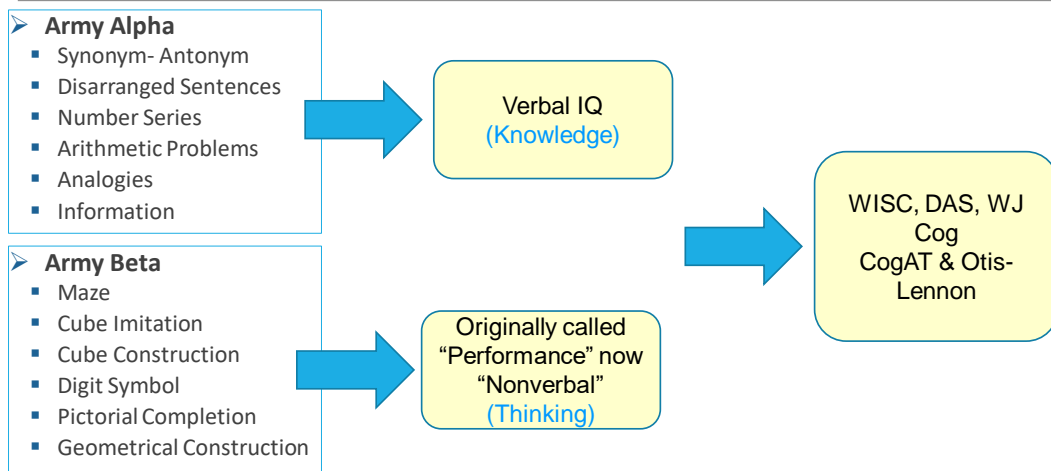 Army Alpha
Synonym- Antonym
Disarranged Sentences
Number Series
Arithmetic Problems
Analogies
Information
Verbal IQ
(Knowledge)
Army Beta
Maze
Cube Imitation
Cube Construction
Digit Symbol
Pictorial Completion
Geometrical Construction
Originally called
“Performance” now
“Nonverbal”
(Thinking)
WISC, DAS, WJ
Cog
CogAT & Otis-
Lennon